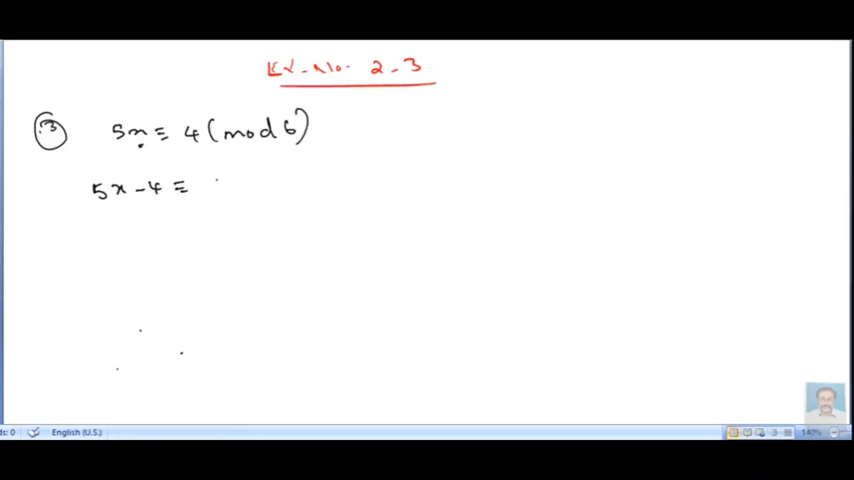 Ex. No. 2-3
3 5x ≡ 4 (mod 6)
5x - 4 ≡
English (U.S.) 140%